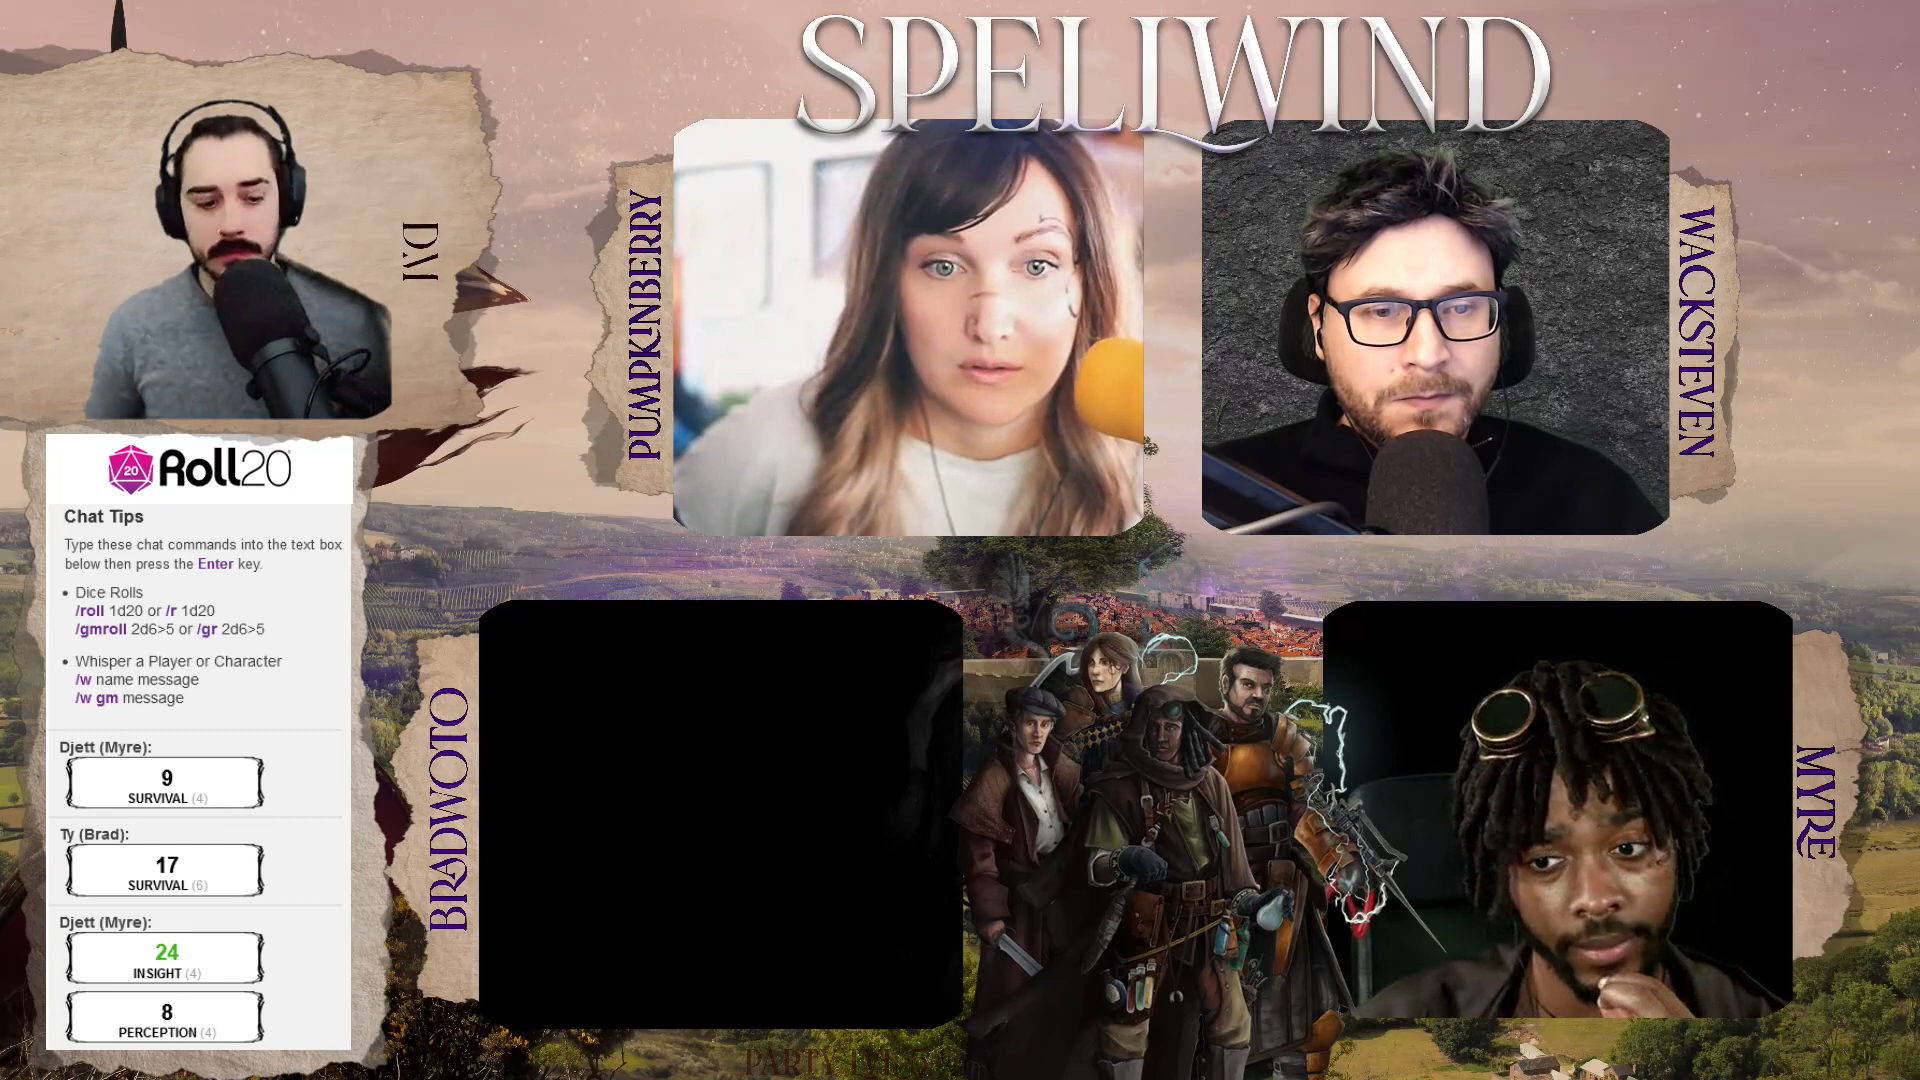 SPELLWIND
DM
PUMPKINBERRY
WACKSTEVEN
20 Roll20
Chat Tips
Type these chat commands into the text box
below then press the Enter key.
• Dice Rolls
/roll 1d20 or /r 1d20
/gmroll 2d6>5 or /gr 2d6>5
• Whisper a Player or Character
/w name message
/w gm message
Djett (Myre):
9
SURVIVAL (4)
Ty (Brad):
17
SURVIVAL (6)
Djett (Myre):
24
INSIGHT (4)
8
PERCEPTION (4)
BRADWOTO
MYRE
PARTY LVL